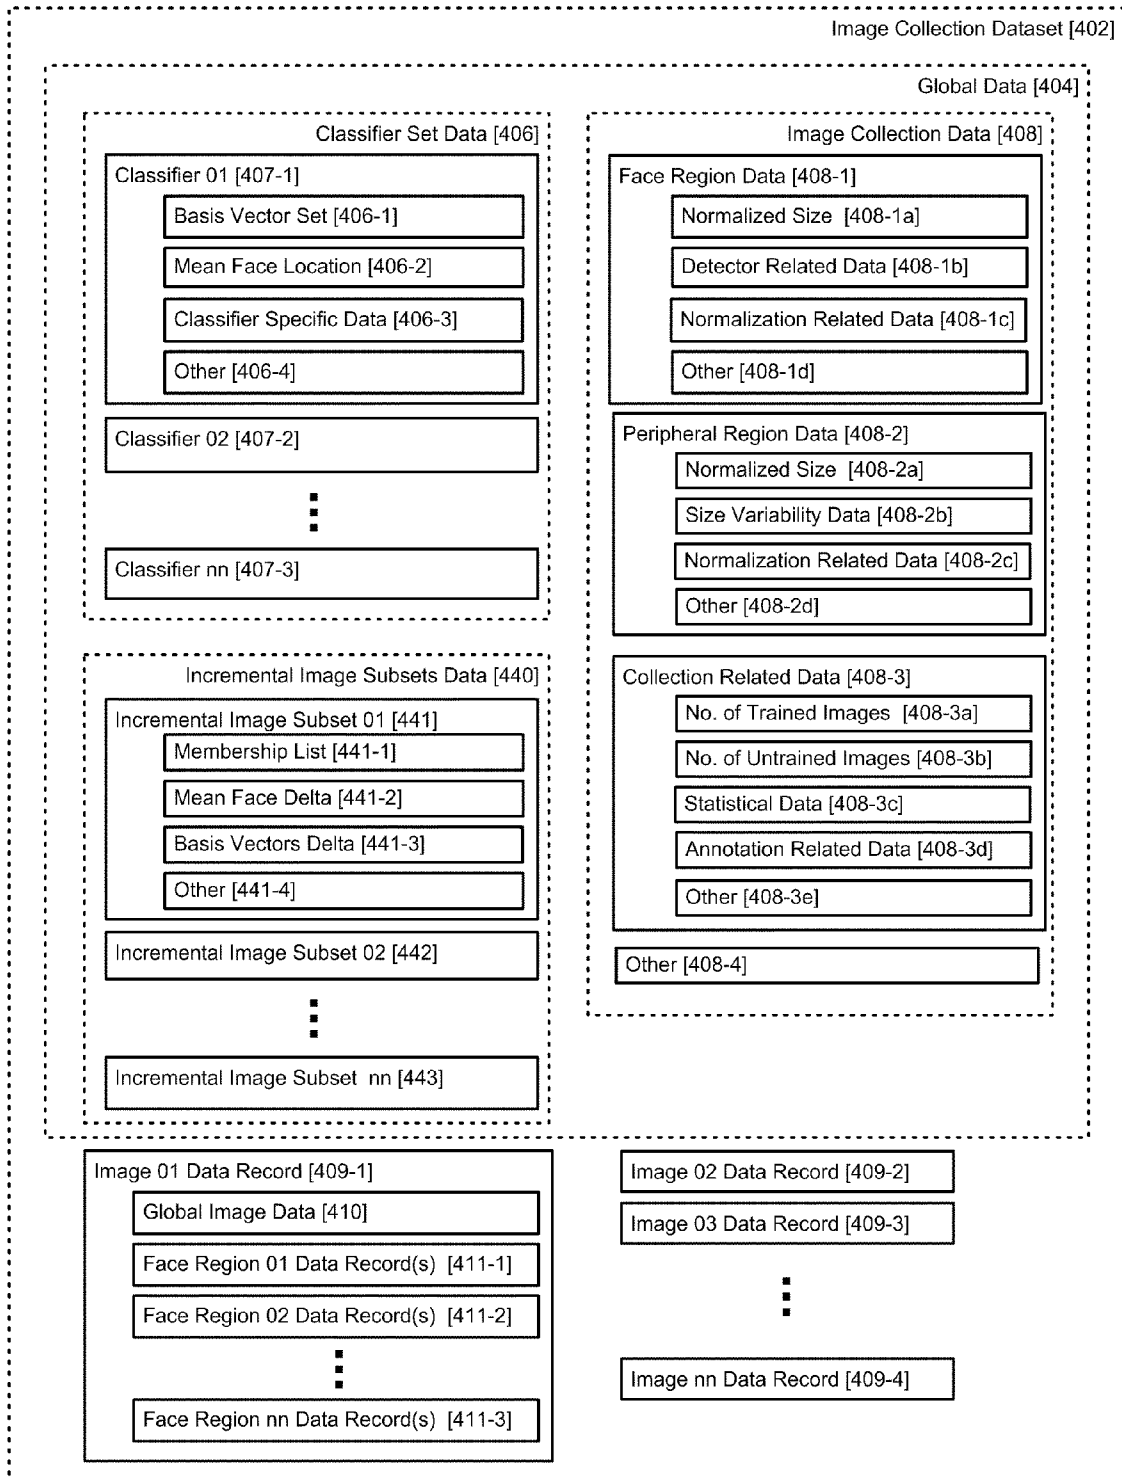 Image Collection Dataset [402]
Global Data [404]
Classifier Set Data [406]
Classifier 01 [407-1]
Basis Vector Set [406-1]
Mean Face Location [406-2]
Classifier Specific Data [406-3]
Other [406-4]
Classifier 02 [407-2]
Classifier nn [407-3]
Incremental Image Subsets Data [440]
Incremental Image Subset 01 [441]
Membership List [441-1]
Mean Face Delta [441-2]
Basis Vectors Delta [441-3]
Other [441-4]
Incremental Image Subset 02 [442]
Incremental Image Subset nn [443]
Image Collection Data [408]
Face Region Data [408-1]
Normalized Size [408-1a]
Detector Related Data [408-1b]
Normalization Related Data [408-1c]
Other [408-1d]
Peripheral Region Data [408-2]
Normalized Size [408-2a]
Size Variability Data [408-2b]
Normalization Related Data [408-2c]
Other [408-2d]
Collection Related Data [408-3]
No. of Trained Images [408-3a]
No. of Untrained Images [408-3b]
Statistical Data [408-3c]
Annotation Related Data [408-3d]
Other [408-3e]
Other [408-4]
Image 01 Data Record [409-1]
Global Image Data [410]
Face Region 01 Data Record(s) [411-1]
Face Region 02 Data Record(s) [411-2]
Face Region nn Data Record(s) [411-3]
Image 02 Data Record [409-2]
Image 03 Data Record [409-3]
Image nn Data Record [409-4]